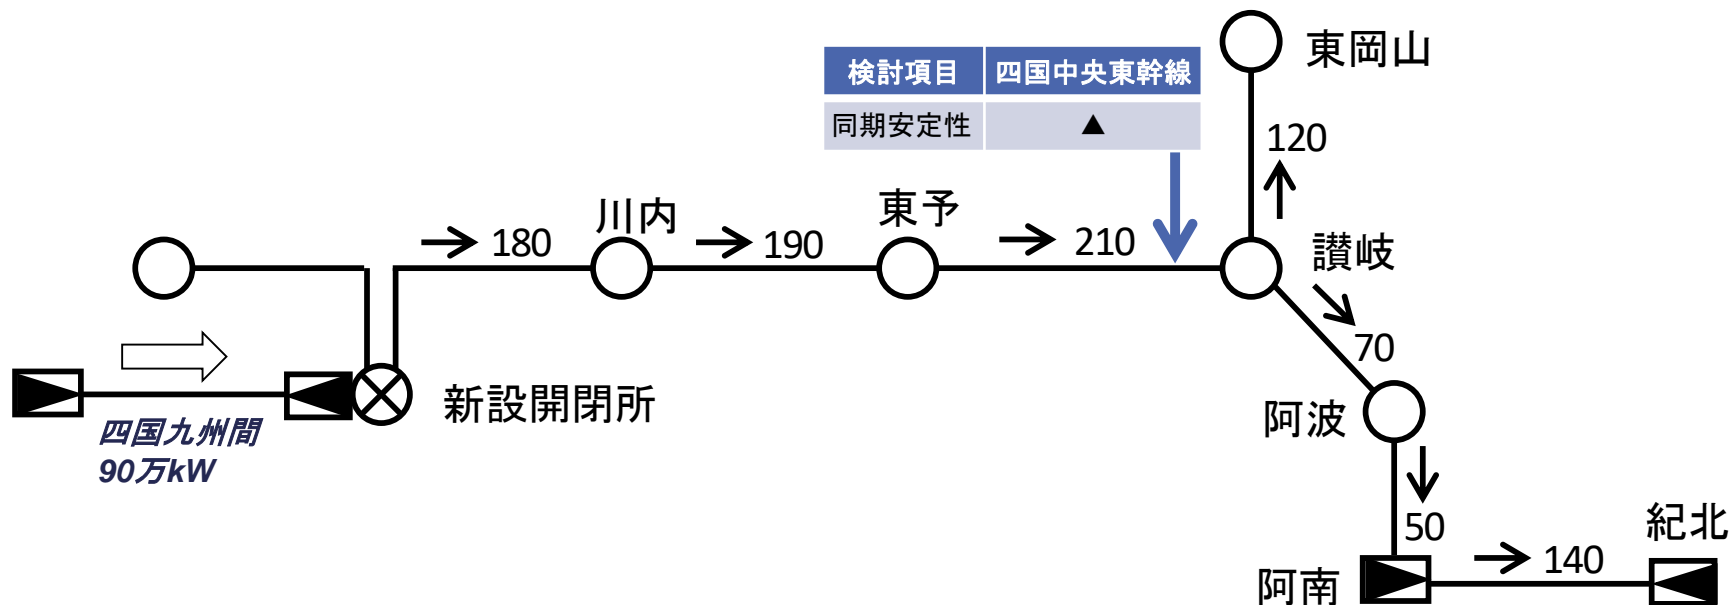 東岡山
検討項目 四国中央東幹線
同期安定性 ▲
120
川内
東予
180
190
210
讃岐
70
新設開閉所
四国九州間
90万kW
阿波
50
紀北
140
阿南